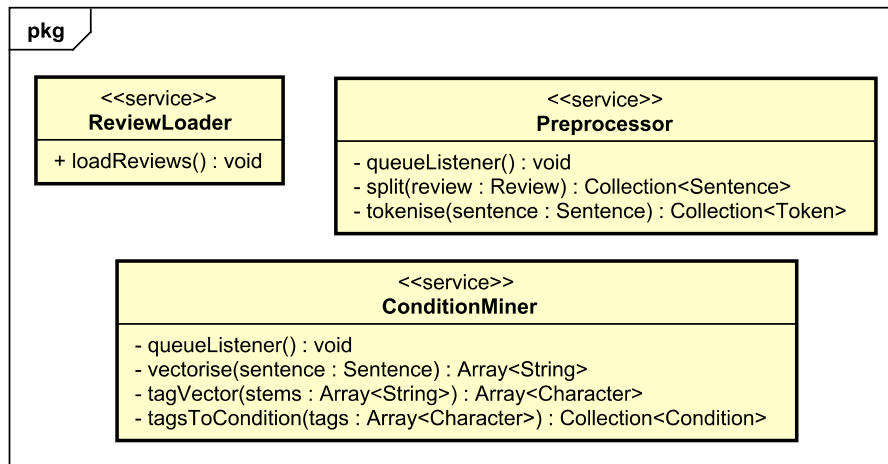 pkg
<<service>>
ReviewLoader
+ loadReviews() : void
<<service>>
Preprocessor
- queueListener() : void
- split(review : Review) : Collection<Sentence>
- tokenise(sentence : Sentence) : Collection<Token>
<<service>>
ConditionMiner
- queueListener() : void
- vectorise(sentence : Sentence) : Array<String>
- tagVector(stems : Array<String>) : Array<Character>
- tagsToCondition(tags : Array<Character>) : Collection<Condition>